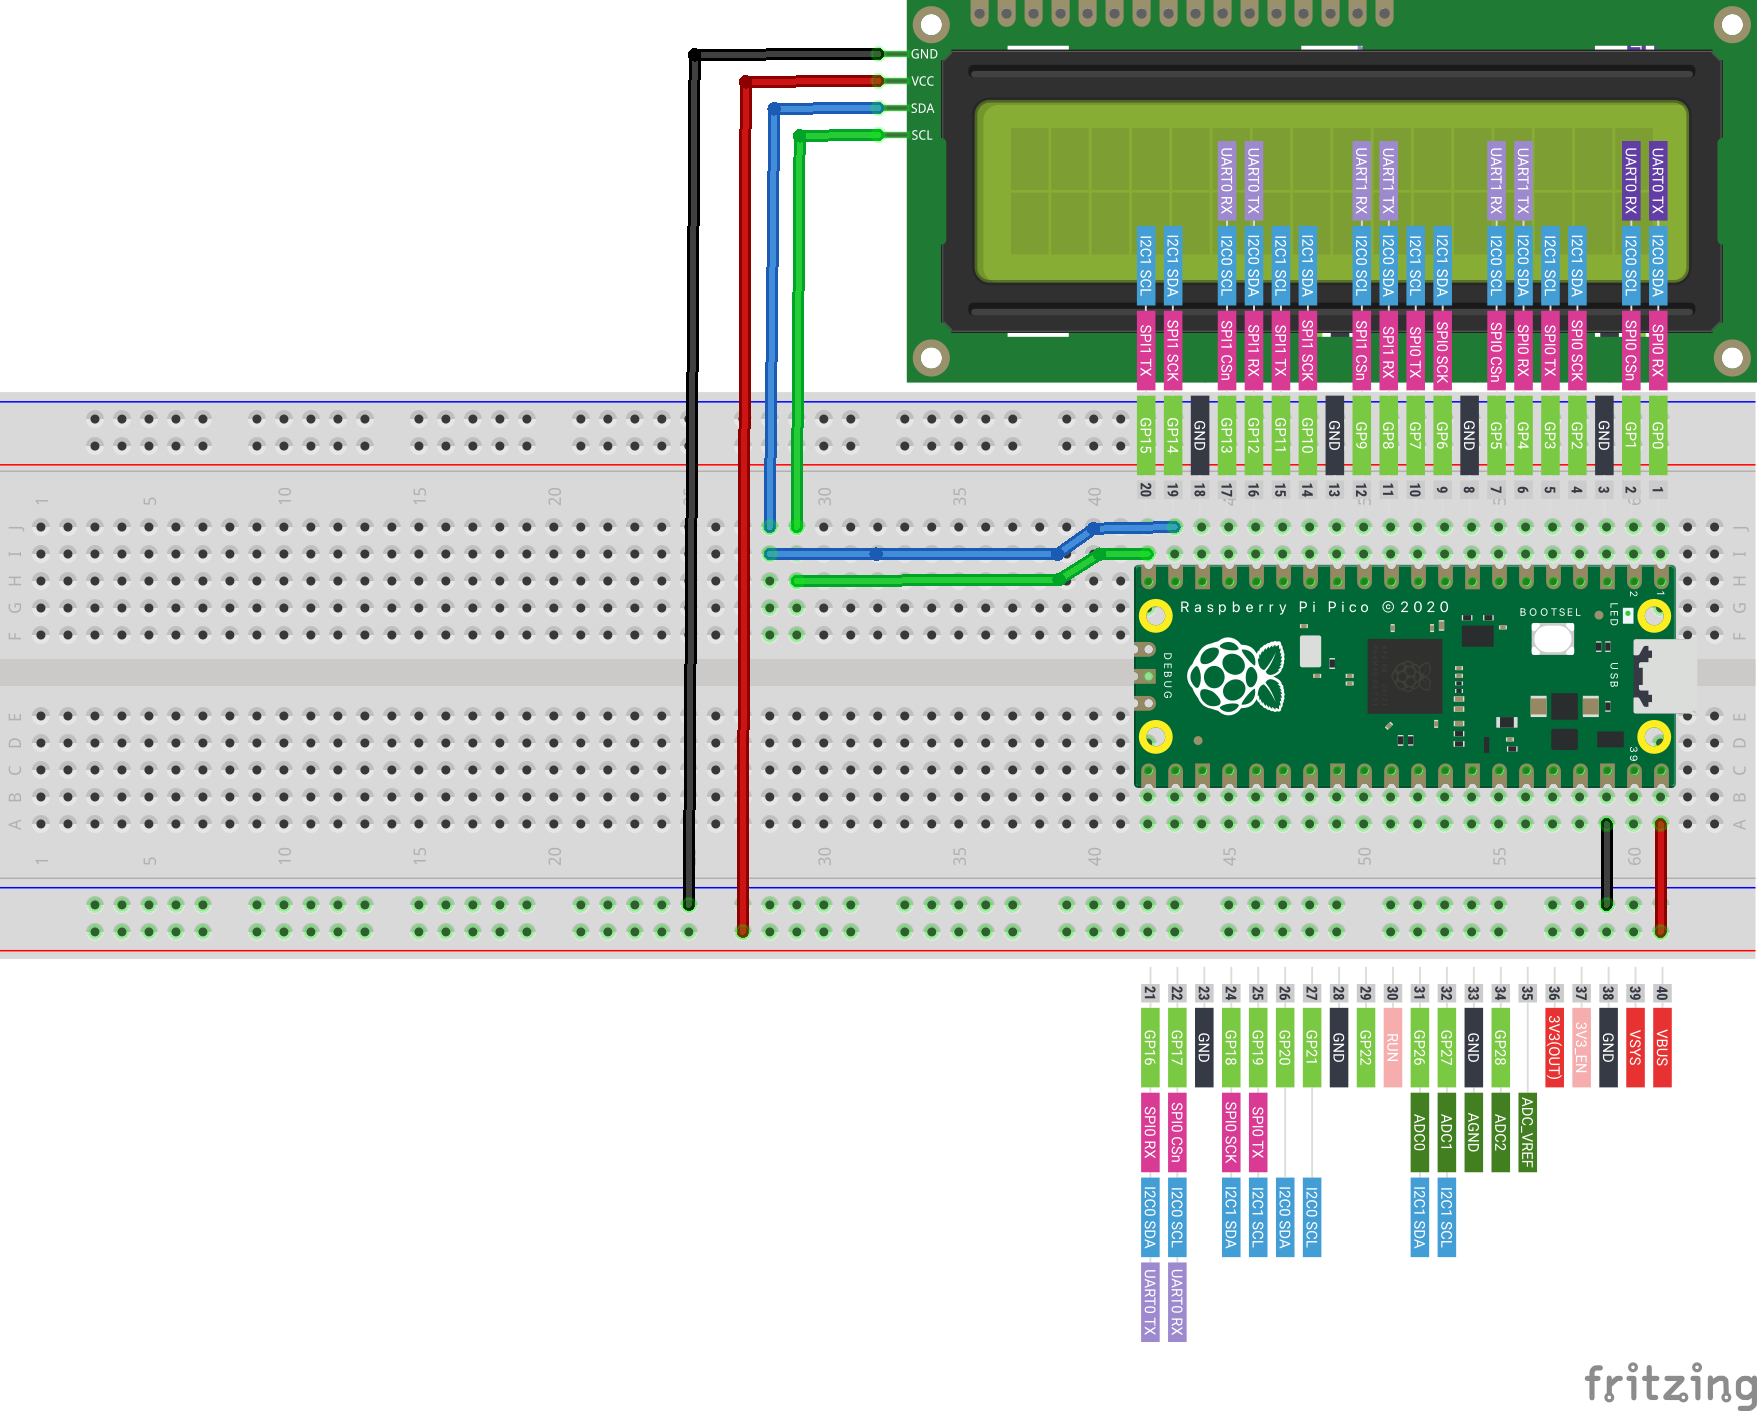 GND
VCC
SDA
SCL
UART0 RX
UART0 TX
UART1 RX
UART1 TX
UART1 RX
UART1 TX
UART0 RX
UART0 TX
I2C1 SCL
I2C1 SDA
I2C0 SCL
I2C0 SDA
I2C1 SCL
I2C1 SDA
I2C0 SCL
I2C0 SDA
I2C1 SCL
I2C1 SDA
I2C0 SCL
I2C0 SDA
I2C1 SCL
I2C1 SDA
I2C0 SCL
I2C0 SDA
SPI1 TX
SPI1 SCK
SPI1 CSn
SPI1 RX
SPI1 TX
SPI1 SCK
SPI1 CSn
SPI1 RX
SPI0 TX
SPI0 SCK
SPI0 CSn
SPI0 RX
SPI0 TX
SPI0 SCK
SPI0 CSn
SPI0 RX
GP15
GP14
GND
GP13
GP12
GP11
GP10
GND
GP9
GP8
GP7
GP6
GND
GP5
GP4
GP3
GP2
GND
GP1
GP0
20
19
18
17
16
15
14
13
12
11
10
9
8
7
6
5
4
3
2
1
1
5
10
15
20
30
35
40
J
I
H
G
F
J
I
H
G
F
2
1
Raspberry Pi Pico ©2020
BOOTSEL
LED
DEBUG
USB
39
E
D
C
B
A
E
D
C
B
A
1
5
10
15
20
30
35
40
45
50
55
60
21
22
23
24
25
26
27
28
29
30
31
32
33
34
35
36
37
38
39
40
GP16
GP17
GND
GP18
GP19
GP20
GP21
GND
GP22
RUN
GP26
GP27
GND
GP28
3V3(OUT)
3V3_EN
GND
VSYS
VBUS
SPI0 RX
SPI0 CSn
SPI0 SCK
SPI0 TX
ADC0
ADC1
AGND
ADC2
ADC_VREF
I2C0 SDA
I2C0 SCL
I2C1 SDA
I2C1 SCL
I2C0 SDA
I2C0 SCL
I2C1 SDA
I2C1 SCL
UART0 TX
UART0 RX
fritzing